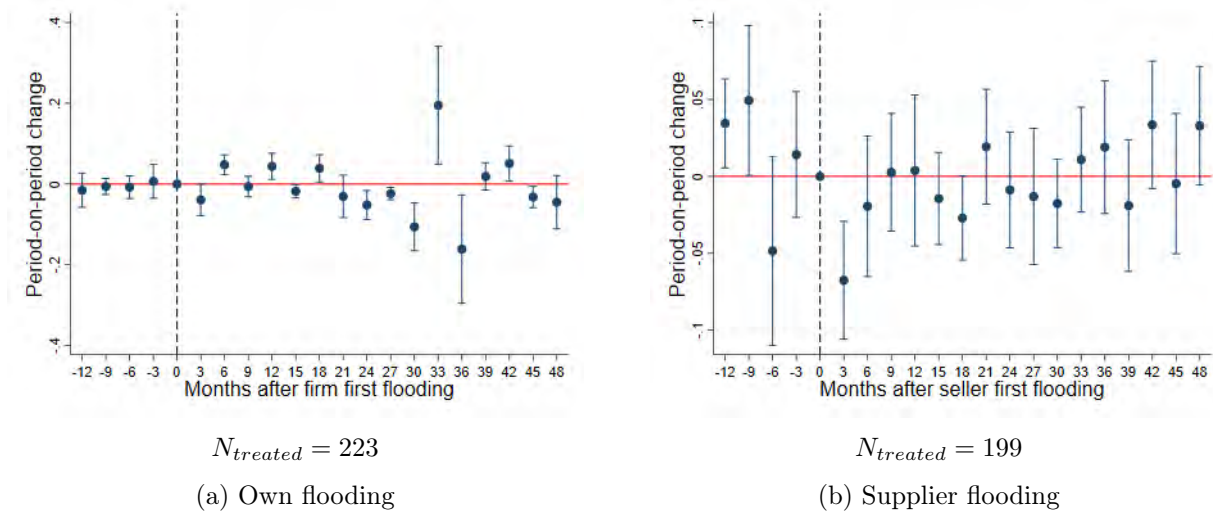 Period-on-period change
.4
.2
0
-.2
-.4
-12 -9 -6 -3 0 3 6 9 12 15 18 21 24 27 30 33 36 39 42 45 48
Months after firm first flooding
N_{treated} = 223
(a) Own flooding
Period-on-period change
.1
.05
0
-.05
-.1
-12 -9 -6 -3 0 3 6 9 12 15 18 21 24 27 30 33 36 39 42 45 48
Months after seller first flooding
N_{treated} = 199
(b) Supplier flooding